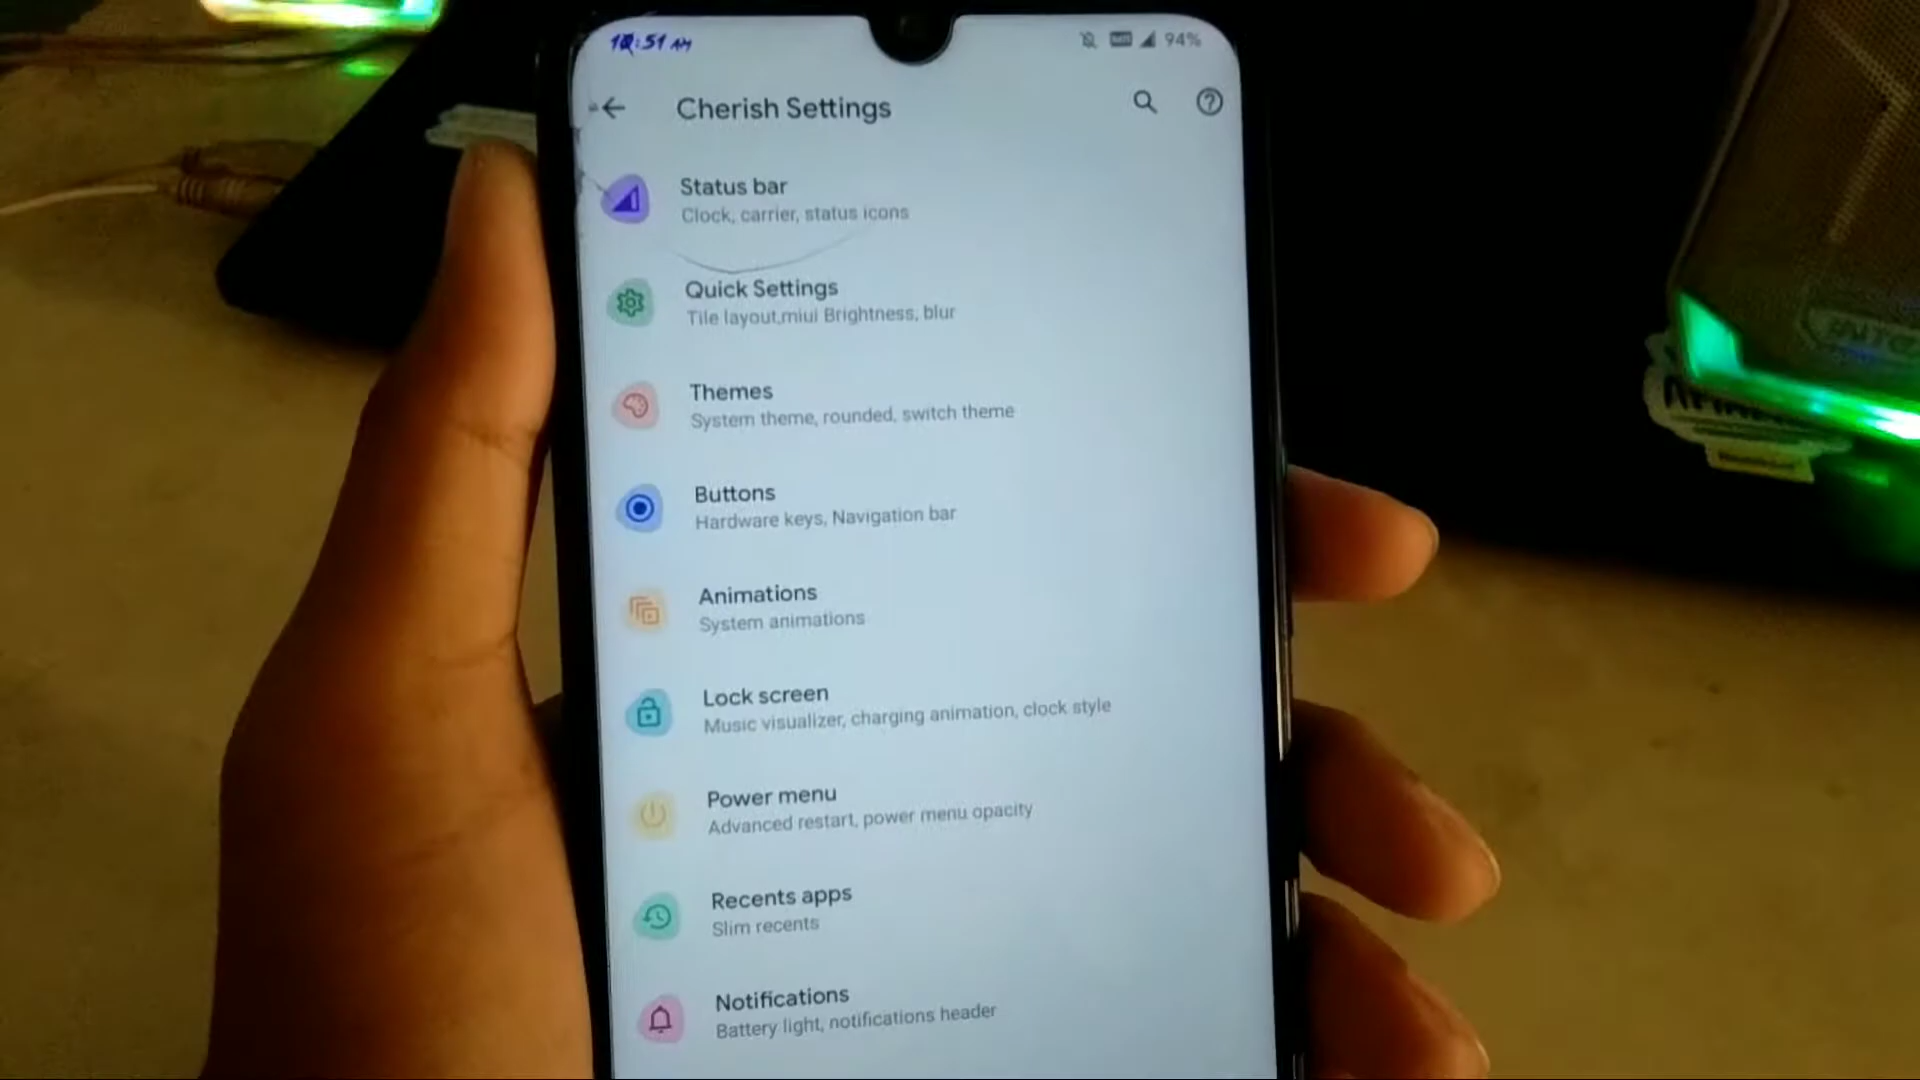 10:51 AM
94%
Cherish Settings
Status bar
Clock, carrier, status icons
Quick Settings
Tile layout,miui Brightness, blur
Themes
System theme, rounded, switch theme
Buttons
Hardware keys, Navigation bar
Animations
System animations
Lock screen
Music visualizer, charging animation, clock style
Power menu
Advanced restart, power menu opacity
Recents apps
Slim recents
Notifications
Battery light, notifications header